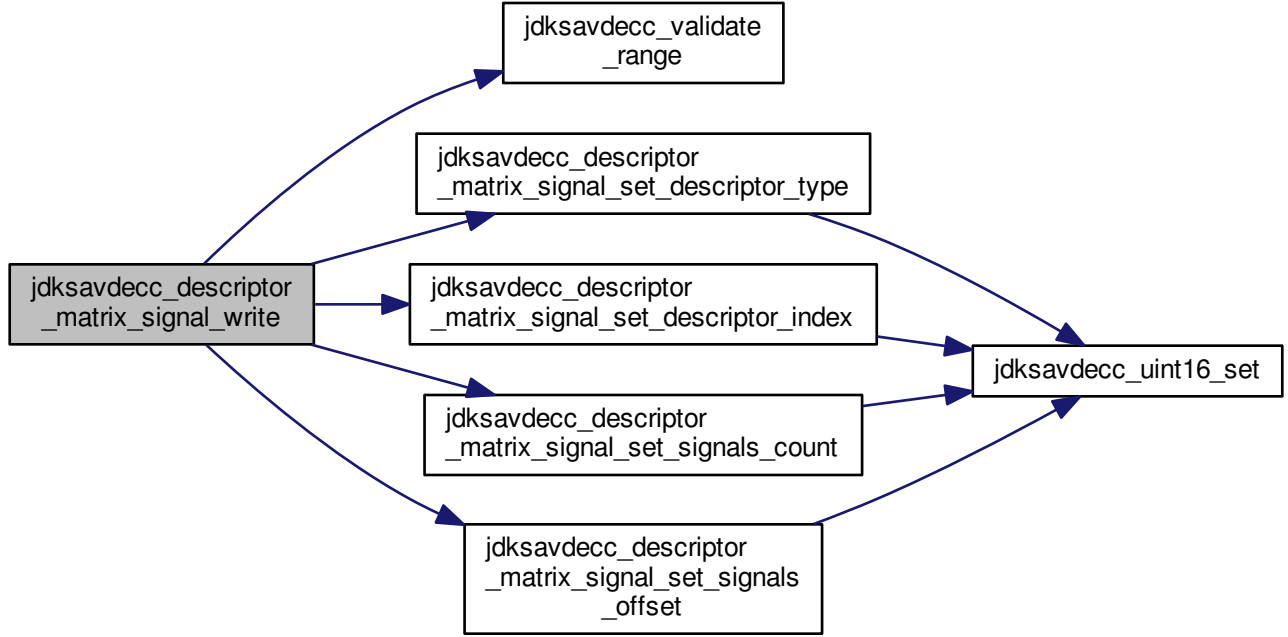 jdksavdecc_validate
_range
jdksavdecc_descriptor
_matrix_signal_set_descriptor_type
jdksavdecc_descriptor
_matrix_signal_write
jdksavdecc_descriptor
_matrix_signal_set_descriptor_index
jdksavdecc_uint16_set
jdksavdecc_descriptor
_matrix_signal_set_signals_count
jdksavdecc_descriptor
_matrix_signal_set_signals
_offset